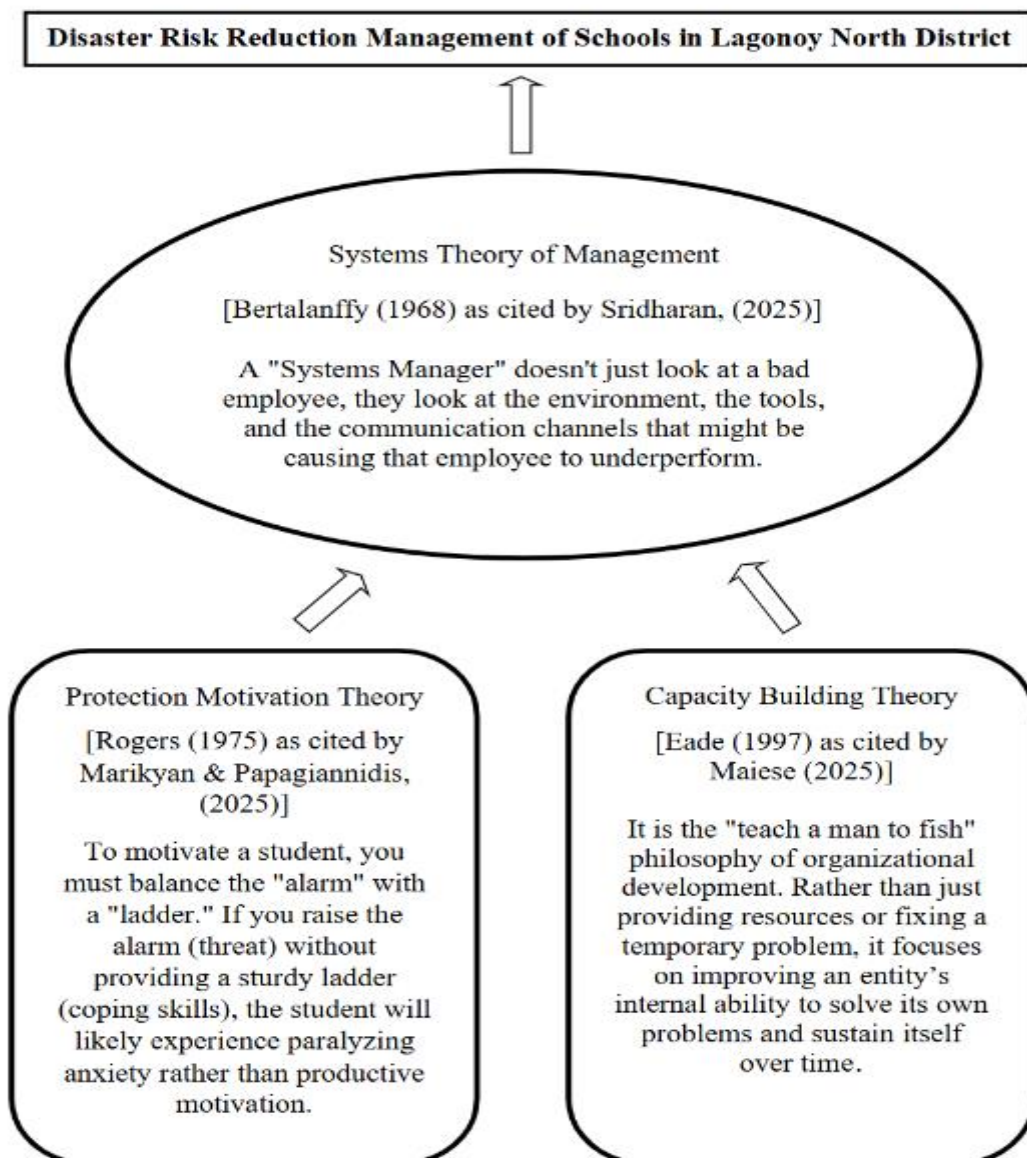 Disaster Risk Reduction Management of Schools in Lagonoy North District
Systems Theory of Management
[Bertalanffy (1968) as cited by Sridharan, (2025)]
A "Systems Manager" doesn't just look at a bad
employee, they look at the environment, the tools,
and the communication channels that might be
causing that employee to underperform.
Protection Motivation Theory
[Rogers (1975) as cited by
Marikyan & Papagiannidis,
(2025)]
To motivate a student, you
must balance the "alarm" with
a "ladder." If you raise the
alarm (threat) without
providing a sturdy ladder
(coping skills), the student will
likely experience paralyzing
anxiety rather than productive
motivation.
Capacity Building Theory
[Eade (1997) as cited by
Maiese (2025)]
It is the "teach a man to fish"
philosophy of organizational
development. Rather than just
providing resources or fixing a
temporary problem, it focuses
on improving an entity’s
internal ability to solve its own
problems and sustain itself
over time.